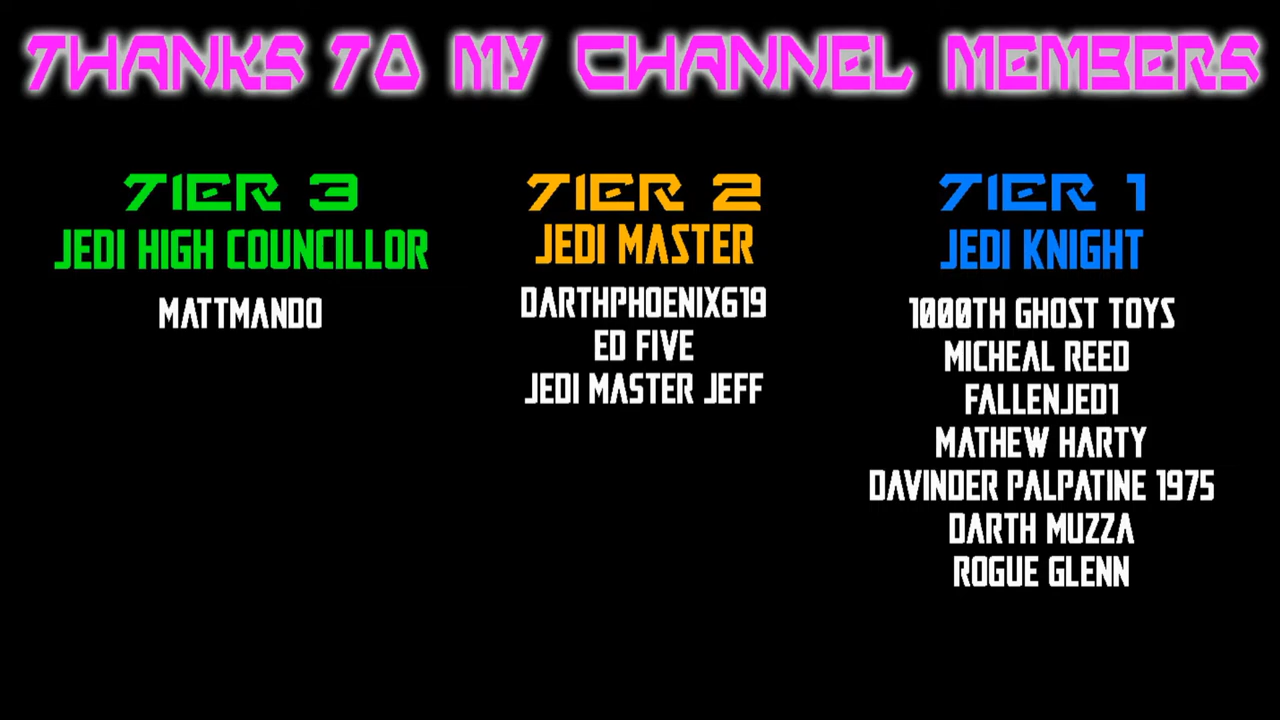 THANKS TO MY CHANNEL MEMBERS
TIER 3
JEDI HIGH COUNCILLOR
MATTMANDO
TIER 2
JEDI MASTER
DARTHPHOENIX619
ED FIVE
JEDI MASTER JEFF
TIER 1
JEDI KNIGHT
1000TH GHOST TOYS
MICHEAL REED
FALLENJED1
MATHEW HARTY
DAVINDER PALPATINE 1975
DARTH MUZZA
ROGUE GLENN